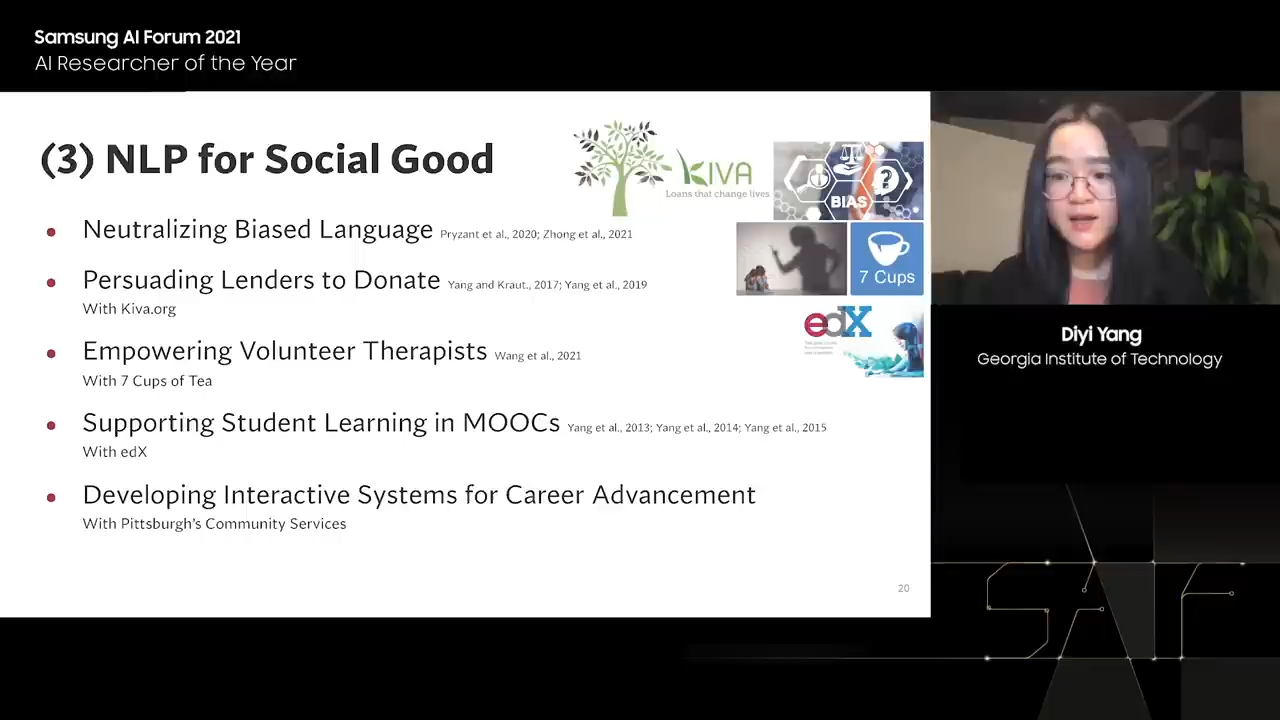 Samsung AI Forum 2021
AI Researcher of the Year
(3) NLP for Social Good
KIVA
Loans that change lives
BIAS
Neutralizing Biased Language Pryzant et al., 2020; Zhong et al., 2021
7 Cups
Persuading Lenders to Donate Yang and Kraut., 2017; Yang et al., 2019
With Kiva.org
edX
Empowering Volunteer Therapists Wang et al., 2021
With 7 Cups of Tea
Supporting Student Learning in MOOCs Yang et al., 2013; Yang et al., 2014; Yang et al., 2015
With edX
Developing Interactive Systems for Career Advancement
With Pittsburgh's Community Services
20
Diyi Yang
Georgia Institute of Technology
SAF